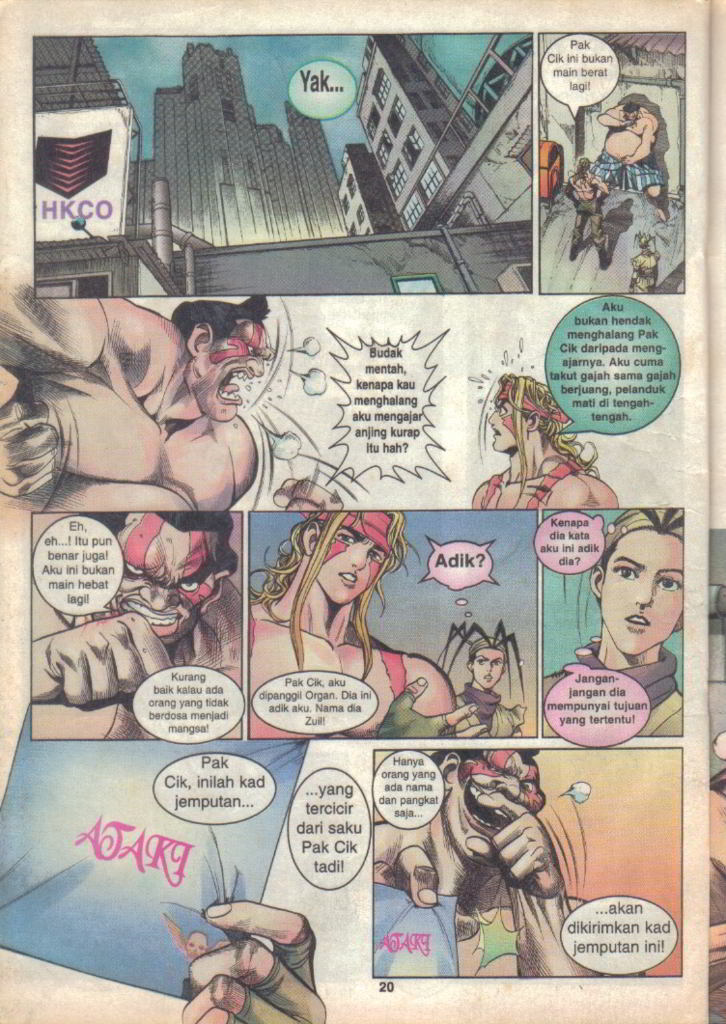 Yak...
HKCO
Pak
Cik ini bukan
main berat
lagi!
Budak
mentah,
kenapa kau
menghalang
aku mengajar
anjing kurap
itu hah?
Aku
bukan hendak
menghalang Pak
Cik daripada meng-
ajarnya. Aku cuma
takut gajah sama gajah
berjuang, pelanduk
mati di tengah-
tengah.
Eh,
eh...! Itu pun
benar juga!
Aku ini bukan
main hebat
lagi!
Kurang
baik kalau ada
orang yang tidak
berdosa menjadi
mangsa!
Pak Cik, aku
dipanggil Organ. Dia ini
adik aku. Nama dia
Zuil!
Adik?
Kenapa
dia kata
aku ini adik
dia?
Jangan-
jangan dia
mempunyai tujuan
yang tertentu!
Pak
Cik, inilah kad
jemputan...
ATARI
...yang
tercicir
dari saku
Pak Cik
tadi!
Hanya
orang yang
ada nama
dan pangkat
saja...
ATARI
...akan
dikirimkan kad
jemputan ini!
20